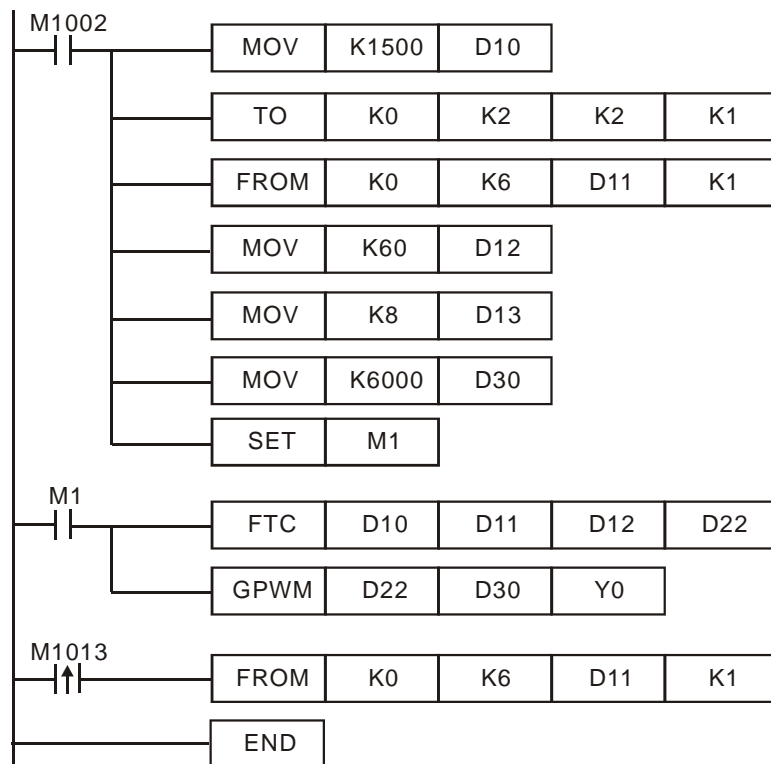 M1002
MOV K1500 D10
TO K0 K2 K2 K1
FROM K0 K6 D11 K1
MOV K60 D12
MOV K8 D13
MOV K6000 D30
SET M1
M1
FTC D10 D11 D12 D22
GPWM D22 D30 Y0
M1013
FROM K0 K6 D11 K1
END